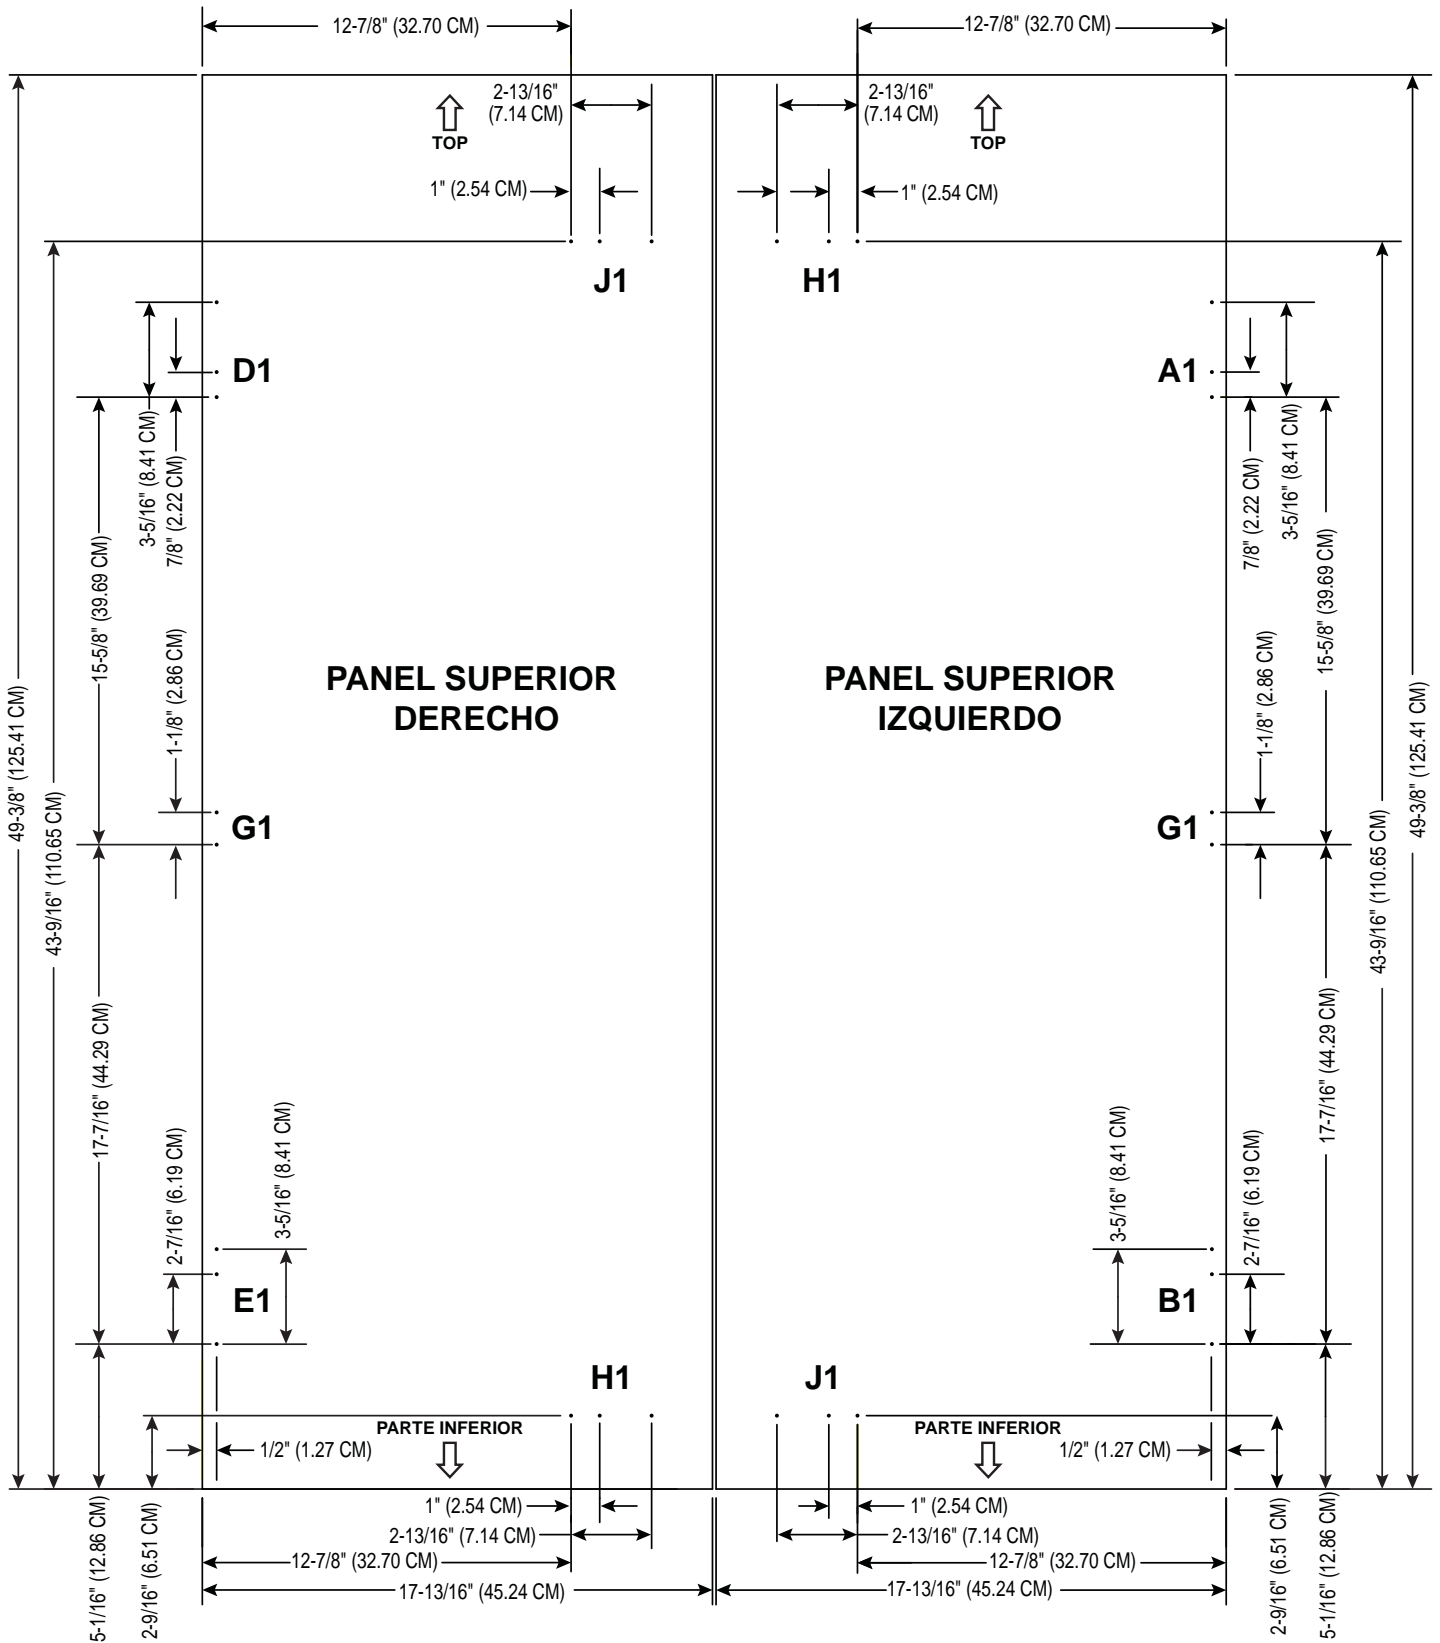 12-7/8" (32.70 CM)
12-7/8" (32.70 CM)
2-13/16"
(7.14 CM)
2-13/16"
(7.14 CM)
TOP
TOP
1" (2.54 CM)
1" (2.54 CM)
J1
H1
D1
A1
3-5/16" (8.41 CM)
7/8" (2.22 CM)
7/8" (2.22 CM)
3-5/16" (8.41 CM)
15-5/8" (39.69 CM)
15-5/8" (39.69 CM)
1-1/8" (2.86 CM)
1-1/8" (2.86 CM)
PANEL SUPERIOR
DERECHO
PANEL SUPERIOR
IZQUIERDO
49-3/8" (125.41 CM)
43-9/16" (110.65 CM)
43-9/16" (110.65 CM)
49-3/8" (125.41 CM)
G1
G1
17-7/16" (44.29 CM)
17-7/16" (44.29 CM)
2-7/16" (6.19 CM)
3-5/16" (8.41 CM)
3-5/16" (8.41 CM)
2-7/16" (6.19 CM)
E1
B1
H1
J1
PARTE INFERIOR
PARTE INFERIOR
1/2" (1.27 CM)
1/2" (1.27 CM)
1" (2.54 CM)
1" (2.54 CM)
2-13/16" (7.14 CM)
2-13/16" (7.14 CM)
12-7/8" (32.70 CM)
12-7/8" (32.70 CM)
17-13/16" (45.24 CM)
17-13/16" (45.24 CM)
5-1/16" (12.86 CM)
2-9/16" (6.51 CM)
2-9/16" (6.51 CM)
5-1/16" (12.86 CM)